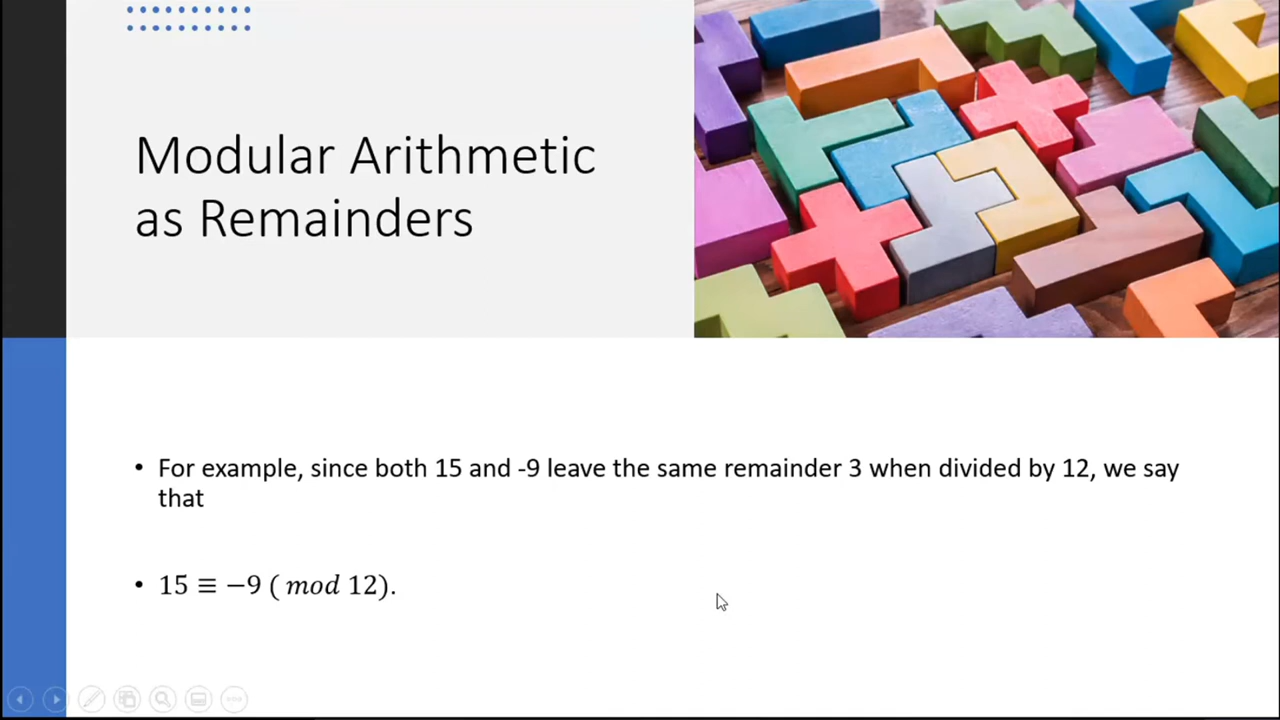 Modular Arithmetic
as Remainders
• For example, since both 15 and -9 leave the same remainder 3 when divided by 12, we say
that
• 15 ≡ −9 ( mod 12).